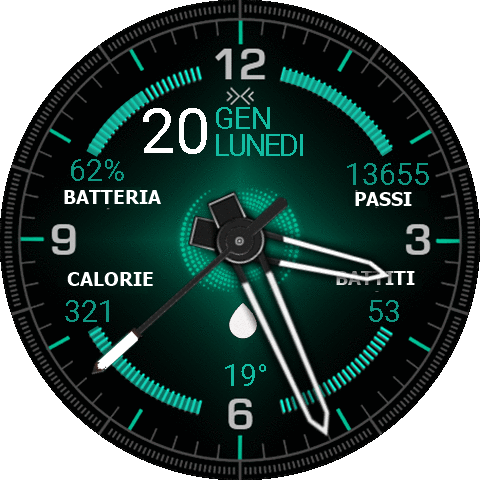 12
20 GEN
LUNEDI
62%
BATTERIA
13655
PASSI
9
3
CALORIE
BATTITI
321
53
19°
6